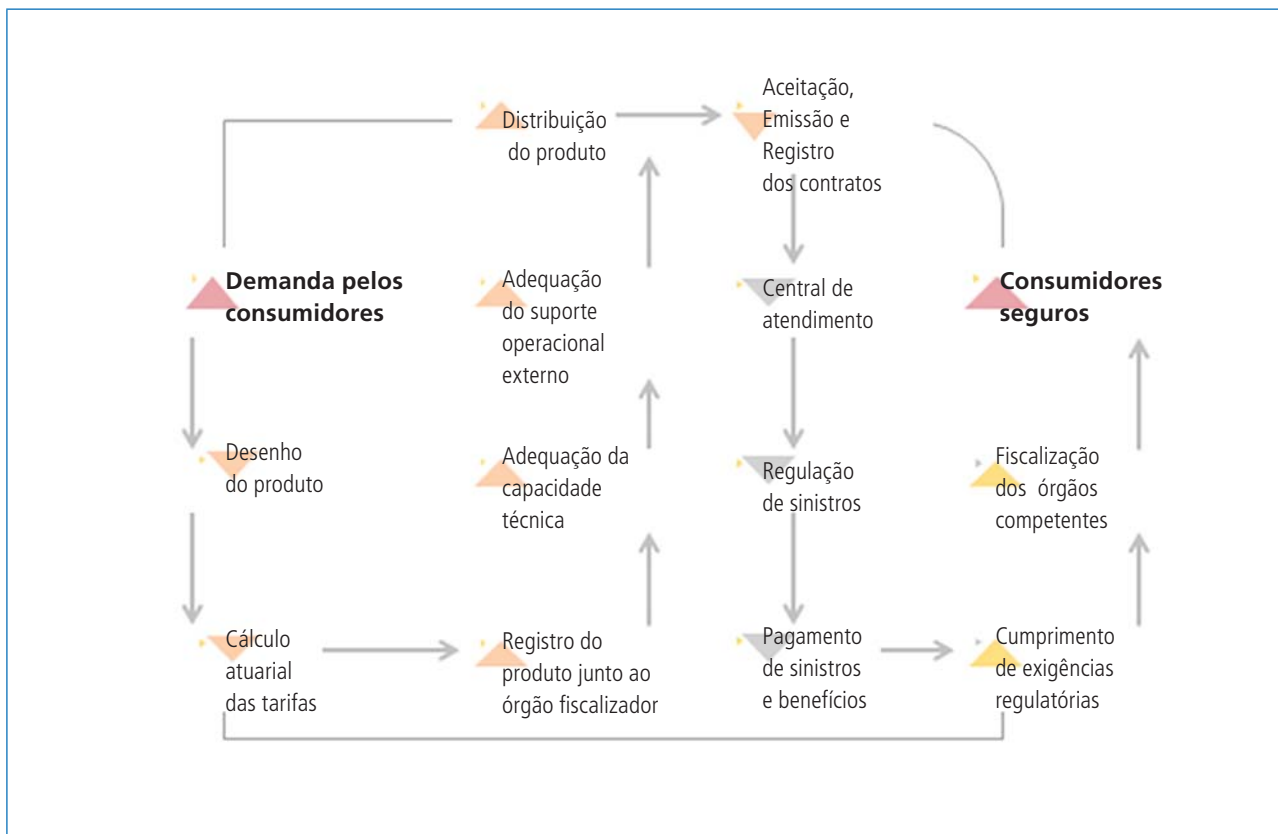 Demanda pelos
consumidores
Desenho
do produto
Cálculo
atuarial
das tarifas
Registro do
produto junto ao
órgão fiscalizador
Adequação da
capacidade
técnica
Adequação
do suporte
operacional
externo
Distribuição
do produto
Aceitação,
Emissão e
Registro
dos contratos
Central de
atendimento
Regulação
de sinistros
Pagamento
de sinistros
e benefícios
Cumprimento
de exigências
regulatórias
Fiscalização
dos órgãos
competentes
Consumidores
seguros